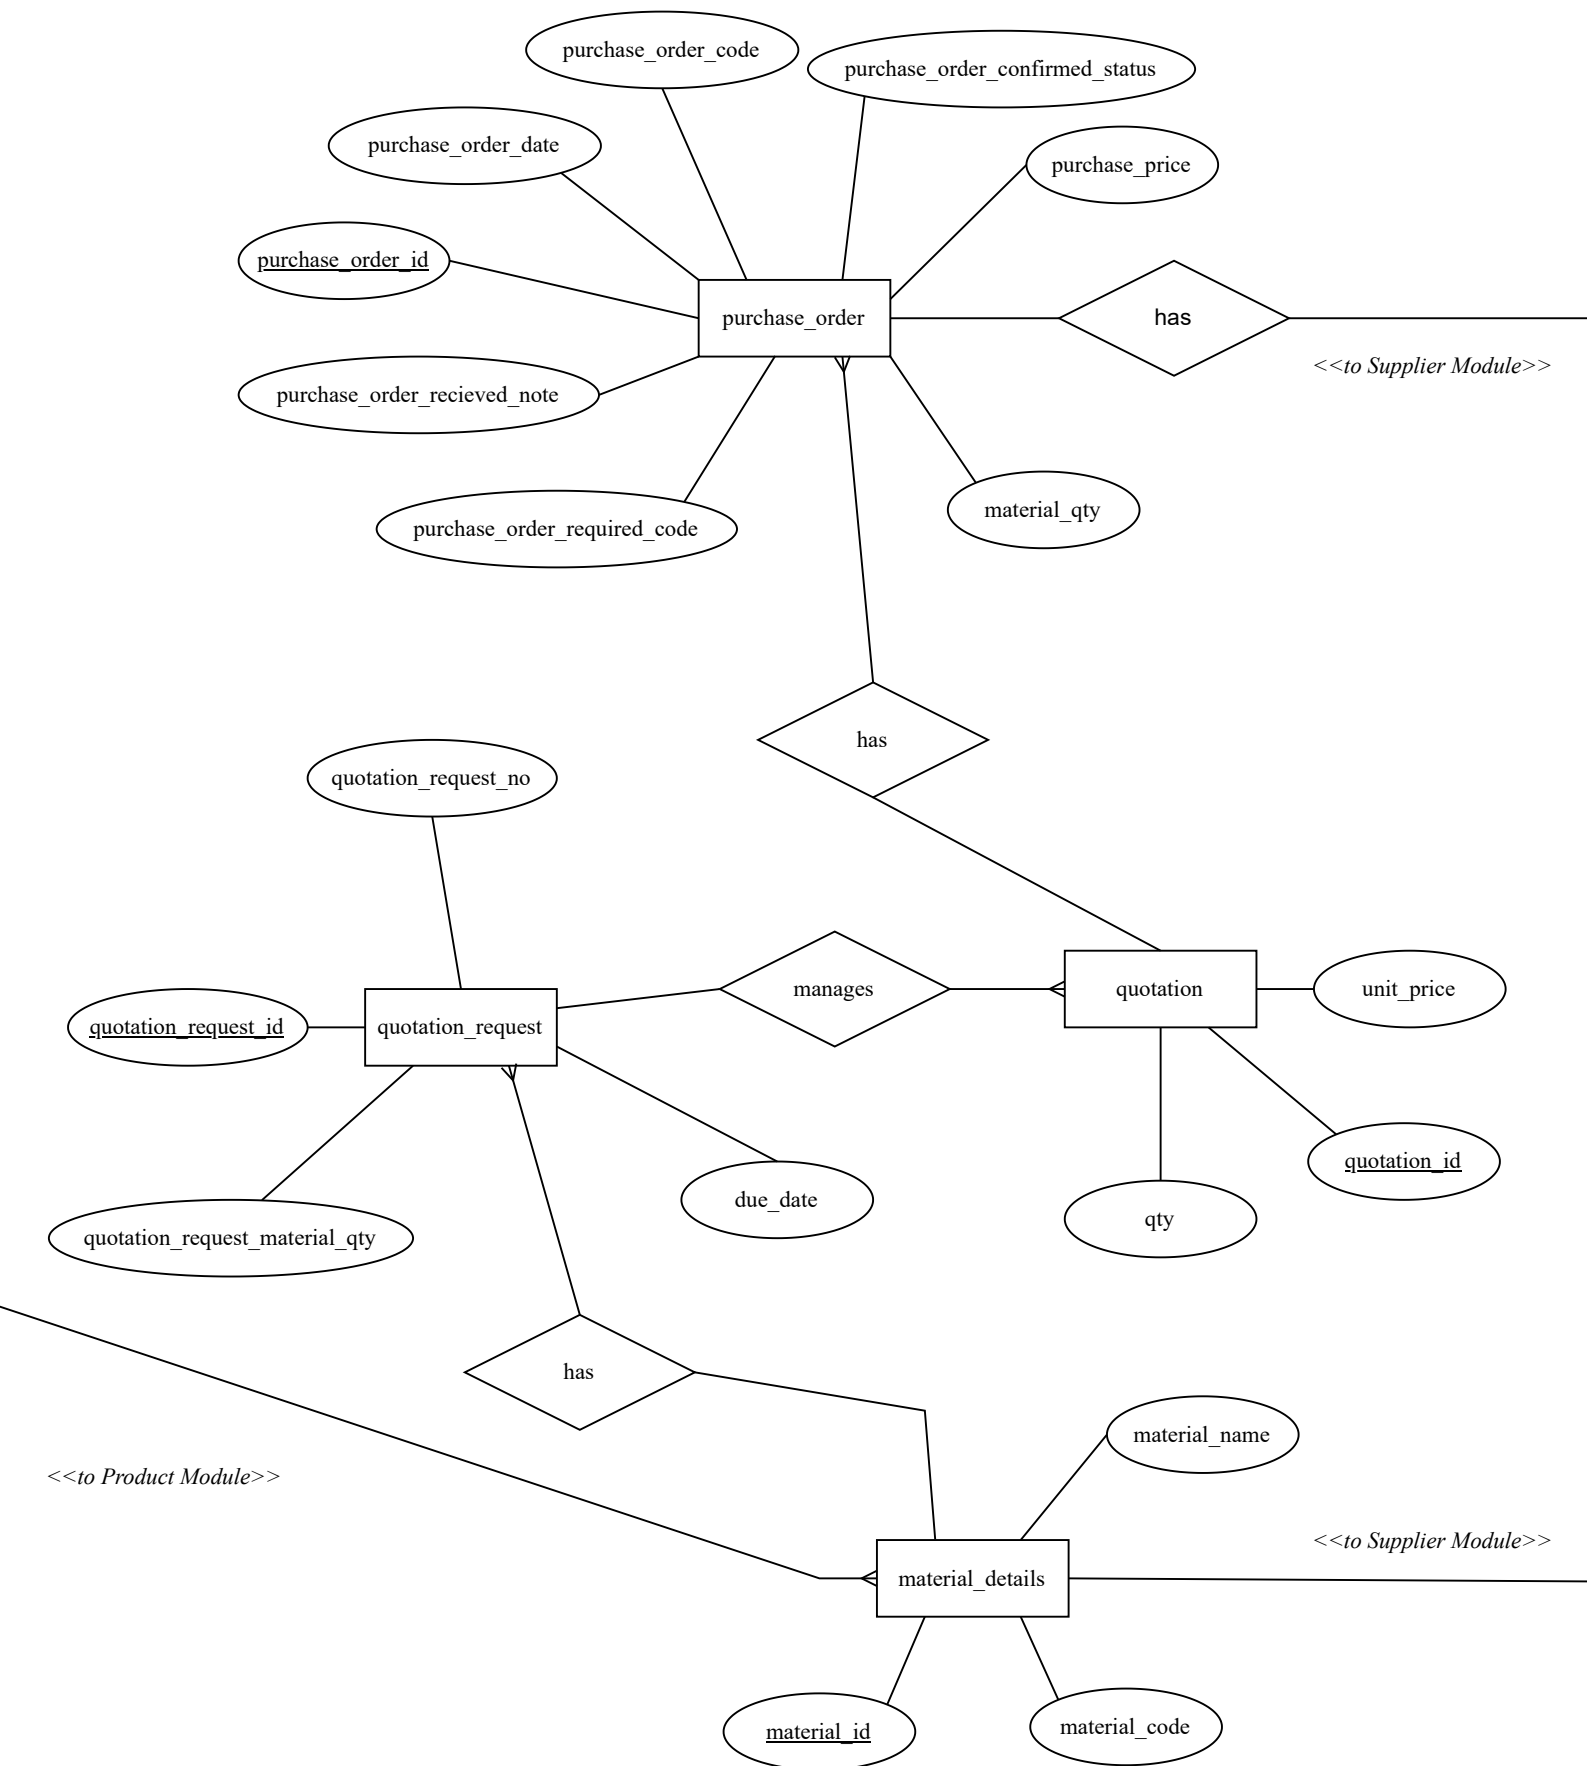 purchase_order_code
purchase_order_confirmed_status
purchase_order_date
purchase_price
purchase_order_id
purchase_order
has
<<to Supplier Module>>
purchase_order_recieved_note
material_qty
purchase_order_required_code
has
quotation_request_no
manages
quotation
unit_price
quotation_request_id
quotation_request
quotation_id
due_date
qty
quotation_request_material_qty
has
material_name
<<to Product Module>>
<<to Supplier Module>>
material_details
material_id
material_code